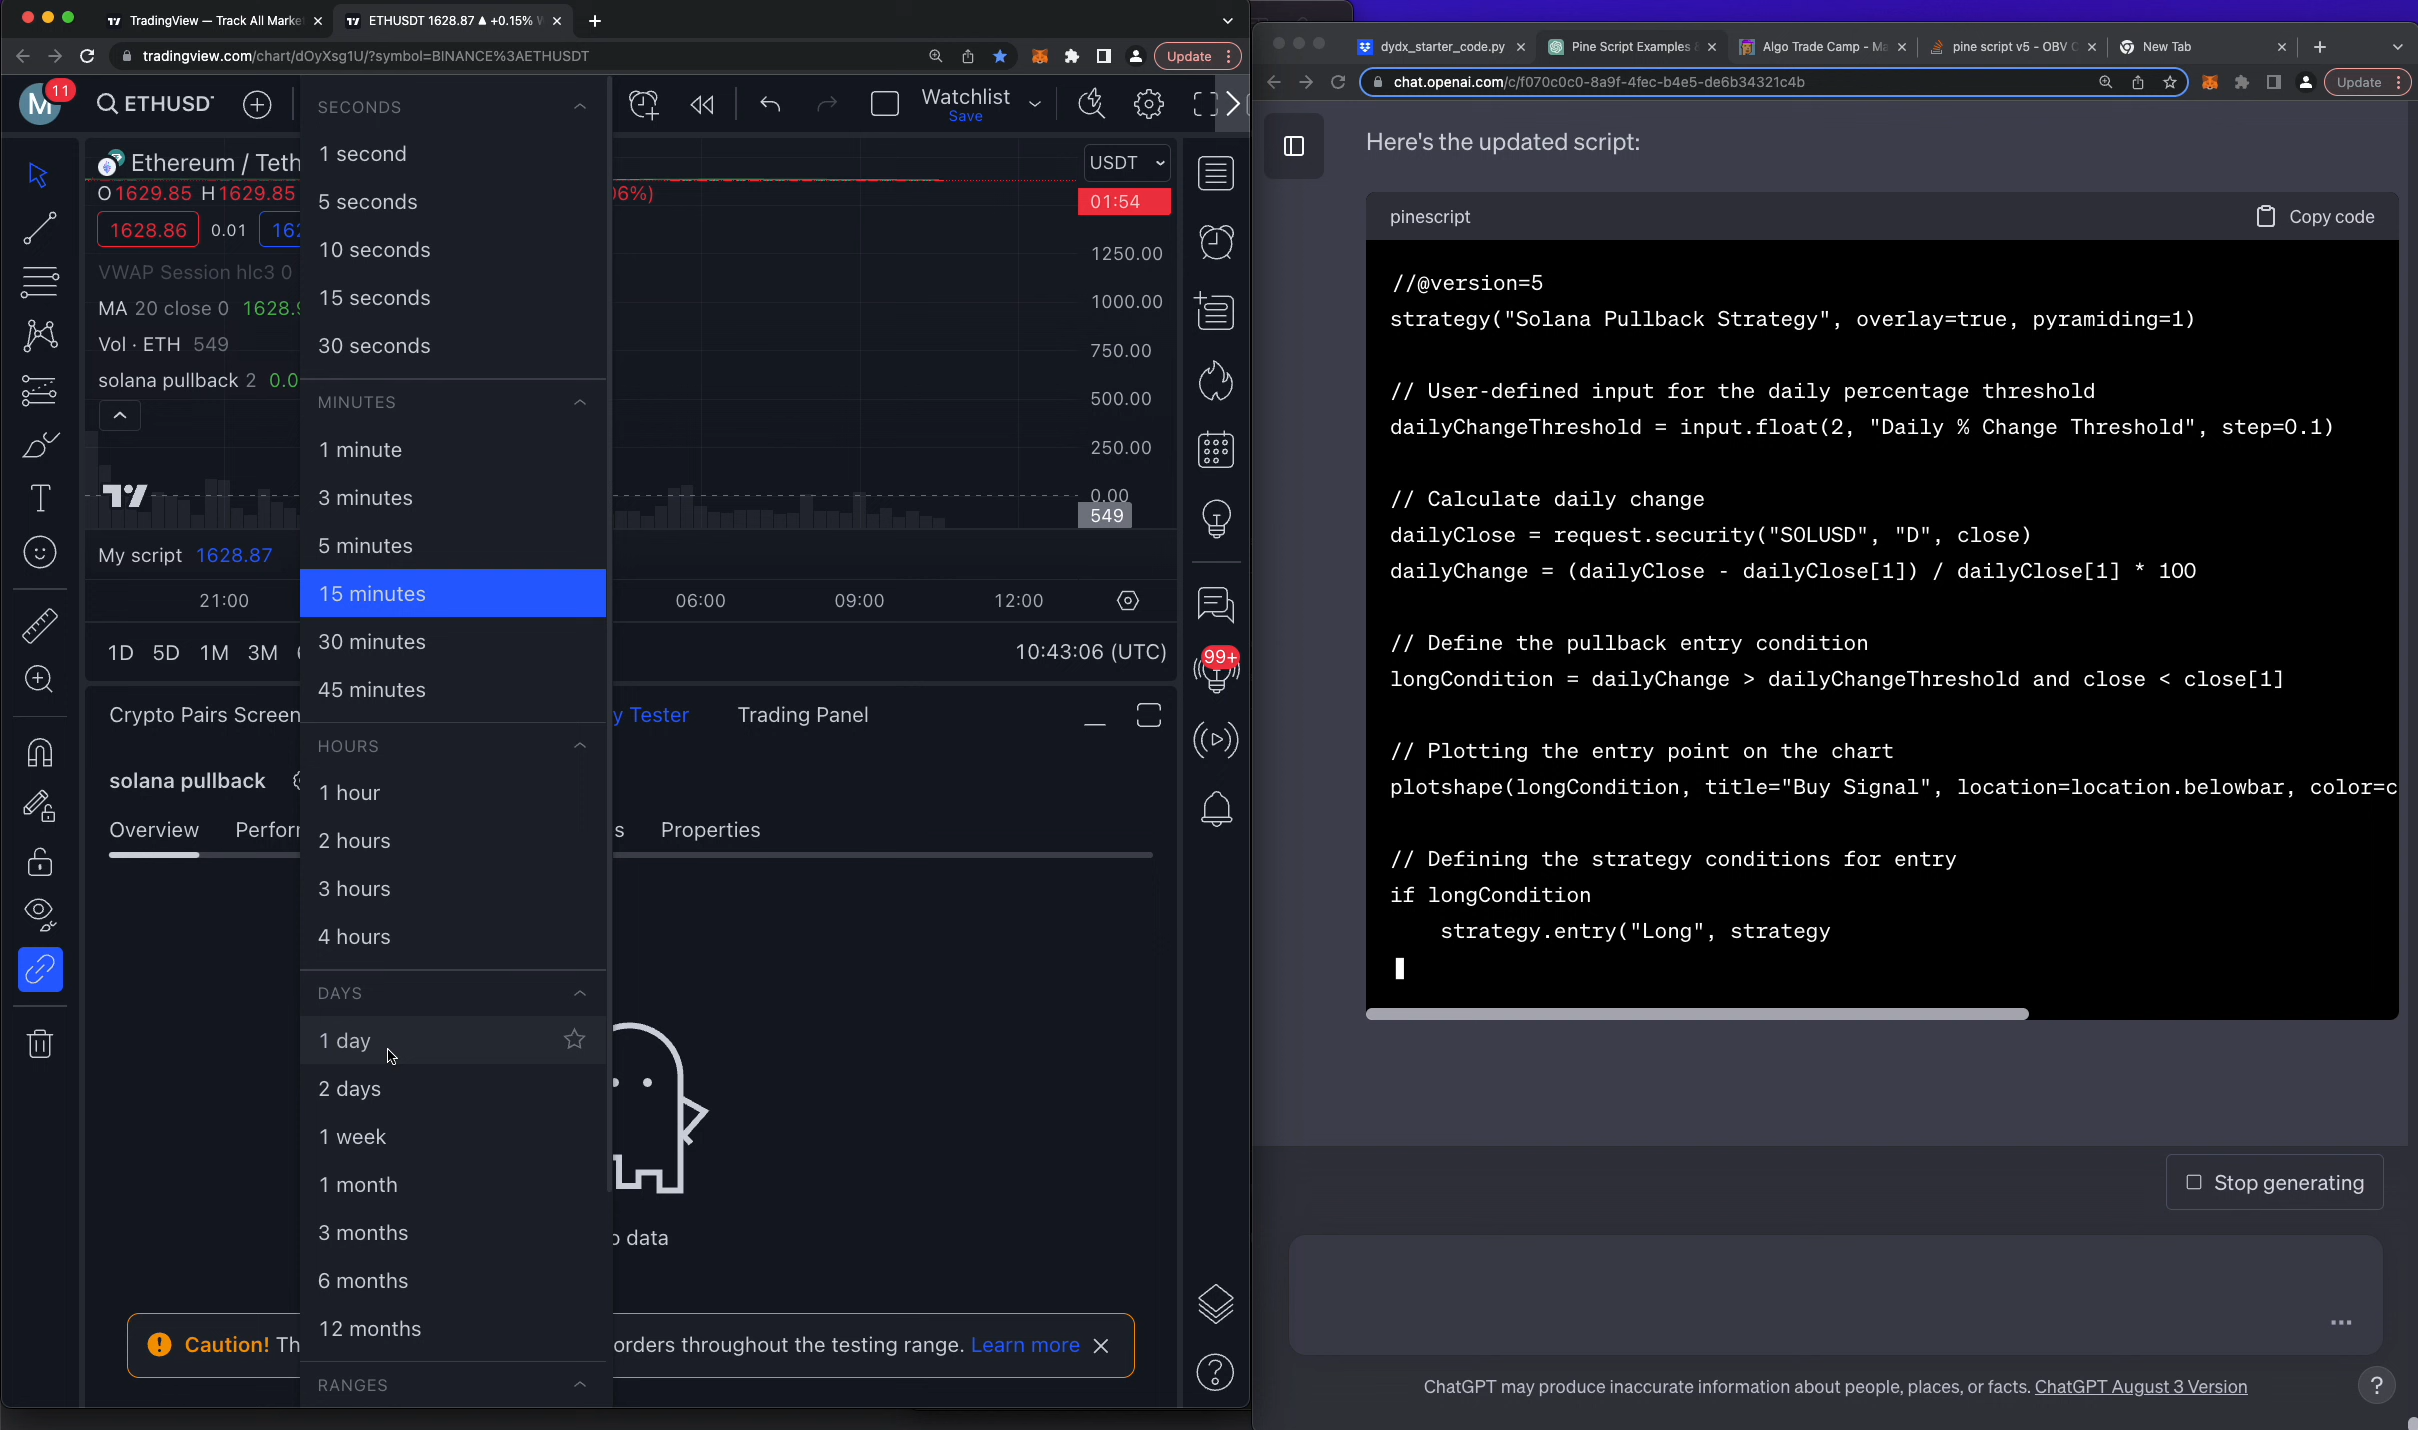 TradingView — Track All Marke
ETHUSDT 1628.87 ▲ +0.15%
tradingview.com/chart/dOyXsg1U/?symbol=BINANCE%3AETHUSDT
Update
M
11
ETHUSD
Watchlist
Save
Ethereum / Teth
O1629.85 H1629.85
06%)
USDT
01:54
1628.86
0.01
162
VWAP Session hlc3 0
MA 20 close 0 1628.9
Vol · ETH 549
solana pullback 2 0.0
1250.00
1000.00
750.00
500.00
250.00
0.00
549
My script 1628.87
21:00
06:00
09:00
12:00
1D 5D 1M 3M
10:43:06 (UTC)
99+
Crypto Pairs Screen
y Tester
Trading Panel
solana pullback
Overview
Perforr
s
Properties
o data
Caution! Th
orders throughout the testing range. Learn more
SECONDS
1 second
5 seconds
10 seconds
15 seconds
30 seconds
MINUTES
1 minute
3 minutes
5 minutes
15 minutes
30 minutes
45 minutes
HOURS
1 hour
2 hours
3 hours
4 hours
DAYS
1 day
2 days
1 week
1 month
3 months
6 months
12 months
RANGES
dydx_starter_code.py
Pine Script Examples &
Algo Trade Camp - Ma
pine script v5 - OBV C
New Tab
chat.openai.com/c/f070c0c0-8a9f-4fec-b4e5-de6b34321c4b
Update
Here's the updated script:
pinescript
Copy code
//@version=5
strategy("Solana Pullback Strategy", overlay=true, pyramiding=1)
// User-defined input for the daily percentage threshold
dailyChangeThreshold = input.float(2, "Daily % Change Threshold", step=0.1)
// Calculate daily change
dailyClose = request.security("SOLUSD", "D", close)
dailyChange = (dailyClose - dailyClose[1]) / dailyClose[1] * 100
// Define the pullback entry condition
longCondition = dailyChange > dailyChangeThreshold and close < close[1]
// Plotting the entry point on the chart
plotshape(longCondition, title="Buy Signal", location=location.belowbar, color=c
// Defining the strategy conditions for entry
if longCondition
    strategy.entry("Long", strategy
Stop generating
ChatGPT may produce inaccurate information about people, places, or facts. ChatGPT August 3 Version
?